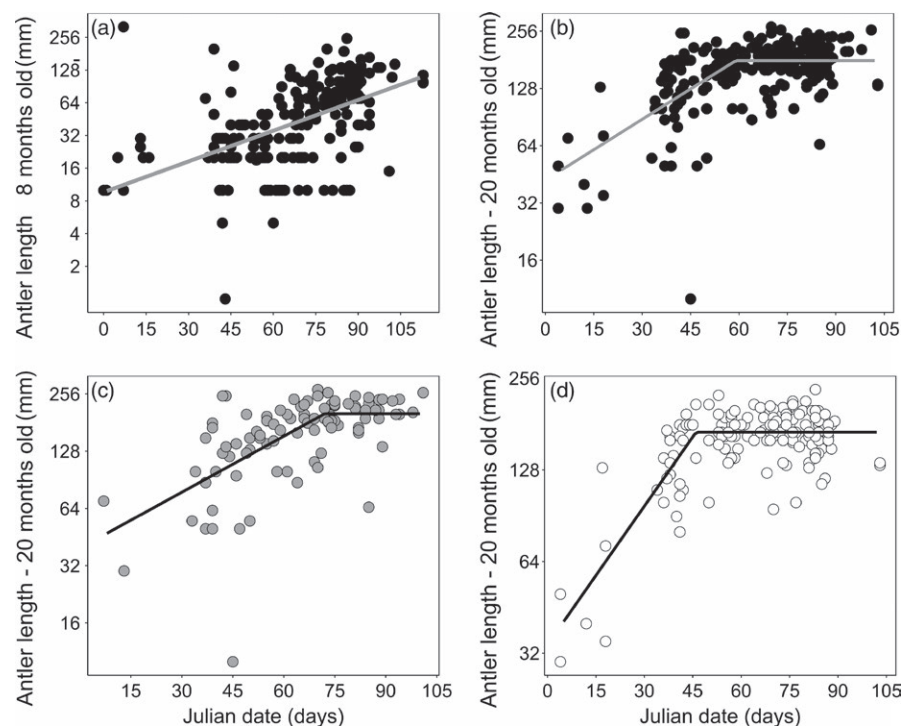 (a)
Antler length 8 months old (mm)
256
128
64
32
16
8
4
2
0 15 30 45 60 75 90 105
(b)
Antler length - 20 months old (mm)
256
128
64
32
16
0 15 30 45 60 75 90 105
(c)
Antler length - 20 months old (mm)
256
128
64
32
16
15 30 45 60 75 90 105
Julian date (days)
(d)
Antler length - 20 months old (mm)
256
128
64
32
0 15 30 45 60 75 90 105
Julian date (days)